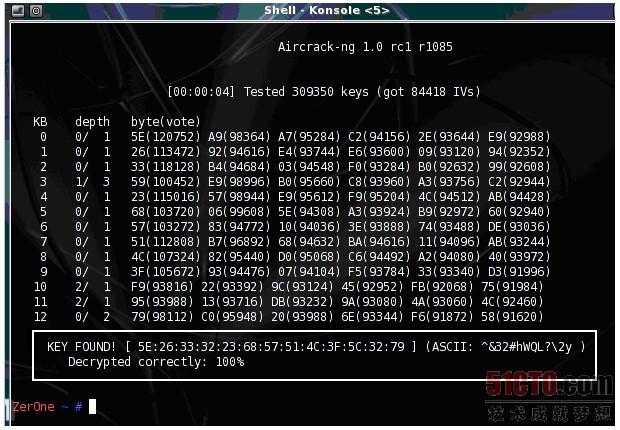 Shell - Konsole <5>
Aircrack-ng 1.0 rc1 r1085
[00:00:04] Tested 309350 keys (got 84418 IVs)
KB depth byte(vote)
0 0/ 1 5E(120752) A9(98364) A7(95284) C2(94156) 2E(93644) E9(92988)
1 0/ 1 26(113472) 92(94616) E4(93744) E6(93600) 09(93120) 94(92352)
2 0/ 1 33(118128) B4(94684) 03(94548) F0(93284) B0(92632) 99(92608)
3 1/ 3 59(100452) E9(98996) B0(95660) C8(93960) A3(93756) C2(92944)
4 0/ 1 23(115016) 57(98944) E9(95612) F9(95204) 4C(94512) AB(94428)
5 0/ 1 68(103720) 06(99608) 5E(94308) A3(93924) B9(92972) 60(92940)
6 0/ 1 57(103272) 83(94772) 10(94036) 3E(93888) 74(93488) DE(93036)
7 0/ 1 51(112808) B7(96892) 68(94632) BA(94616) 11(94096) AB(93244)
8 0/ 1 4C(107324) 82(95440) D0(95068) C6(94492) A2(94080) 40(93972)
9 0/ 1 3F(105672) 93(94476) 07(94104) F5(93784) 33(93340) D3(91996)
10 2/ 1 F9(93816) 22(93392) 9C(93124) 45(92952) FB(92068) 75(91984)
11 2/ 1 95(93988) 13(93716) DB(93232) 9A(93080) 4A(93060) 4C(92460)
12 0/ 2 79(98112) C0(95948) 20(93988) 6E(93344) F6(91872) 58(91620)
KEY FOUND! [ 5E:26:33:32:23:68:57:51:4C:3F:5C:32:79 ] (ASCII: ^&32#hWQL?\2y )
Decrypted correctly: 100%
51CTO.com
技术成就梦想
ZerOne ~ #